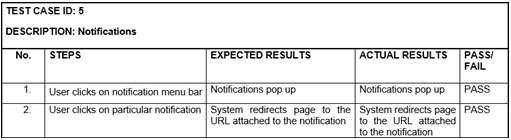 TEST CASE ID: 5
DESCRIPTION: Notifications
No. STEPS EXPECTED RESULTS ACTUAL RESULTS PASS/
FAIL
1. User clicks on notification menu bar Notifications pop up Notifications pop up PASS
2. User clicks on particular notification System redirects page to the System redirects page PASS
URL attached to the notification to the URL attached
to the notification